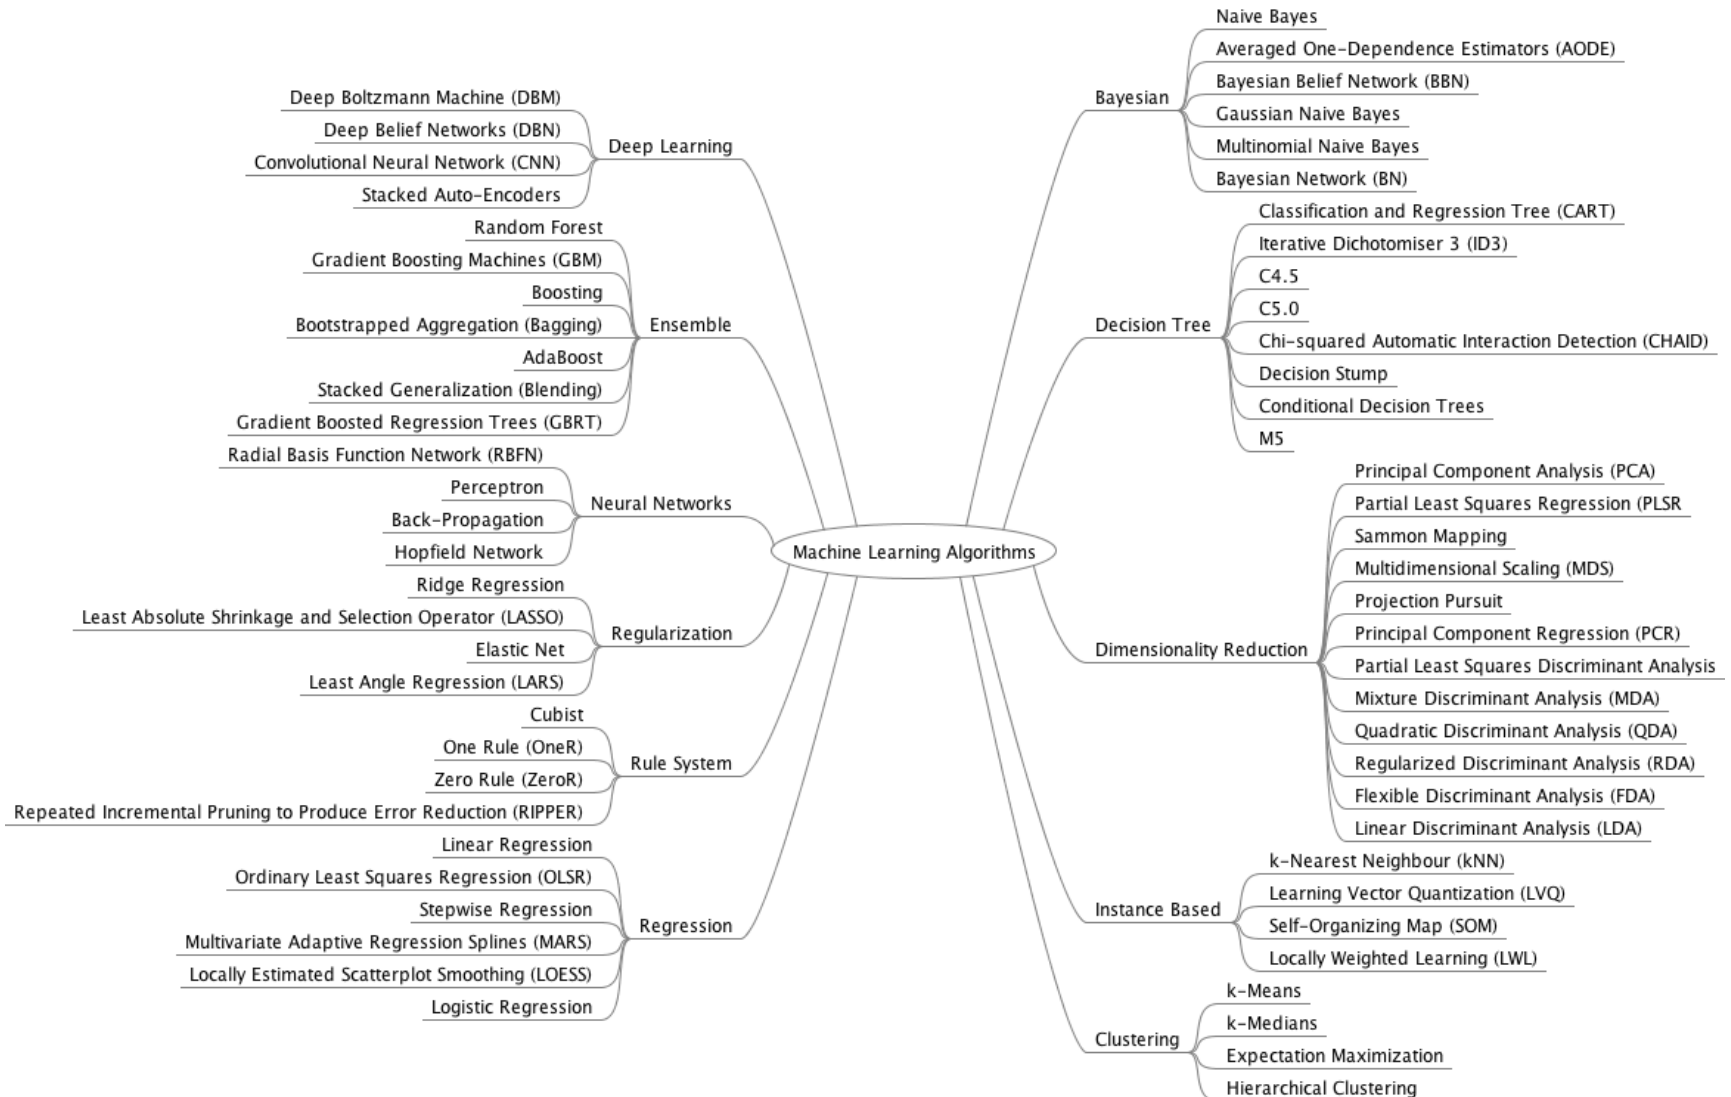 Deep Boltzmann Machine (DBM)
Deep Belief Networks (DBN)
Convolutional Neural Network (CNN)
Stacked Auto-Encoders
Deep Learning
Random Forest
Gradient Boosting Machines (GBM)
Boosting
Bootstrapped Aggregation (Bagging)
AdaBoost
Stacked Generalization (Blending)
Gradient Boosted Regression Trees (GBRT)
Ensemble
Radial Basis Function Network (RBFN)
Perceptron
Back-Propagation
Hopfield Network
Neural Networks
Ridge Regression
Least Absolute Shrinkage and Selection Operator (LASSO)
Elastic Net
Least Angle Regression (LARS)
Regularization
Cubist
One Rule (OneR)
Zero Rule (ZeroR)
Repeated Incremental Pruning to Produce Error Reduction (RIPPER)
Rule System
Linear Regression
Ordinary Least Squares Regression (OLSR)
Stepwise Regression
Multivariate Adaptive Regression Splines (MARS)
Locally Estimated Scatterplot Smoothing (LOESS)
Logistic Regression
Regression
Machine Learning Algorithms
Bayesian
Naive Bayes
Averaged One-Dependence Estimators (AODE)
Bayesian Belief Network (BBN)
Gaussian Naive Bayes
Multinomial Naive Bayes
Bayesian Network (BN)
Decision Tree
Classification and Regression Tree (CART)
Iterative Dichotomiser 3 (ID3)
C4.5
C5.0
Chi-squared Automatic Interaction Detection (CHAID)
Decision Stump
Conditional Decision Trees
M5
Dimensionality Reduction
Principal Component Analysis (PCA)
Partial Least Squares Regression (PLSR
Sammon Mapping
Multidimensional Scaling (MDS)
Projection Pursuit
Principal Component Regression (PCR)
Partial Least Squares Discriminant Analysis
Mixture Discriminant Analysis (MDA)
Quadratic Discriminant Analysis (QDA)
Regularized Discriminant Analysis (RDA)
Flexible Discriminant Analysis (FDA)
Linear Discriminant Analysis (LDA)
Instance Based
k-Nearest Neighbour (kNN)
Learning Vector Quantization (LVQ)
Self-Organizing Map (SOM)
Locally Weighted Learning (LWL)
Clustering
k-Means
k-Medians
Expectation Maximization
Hierarchical Clustering